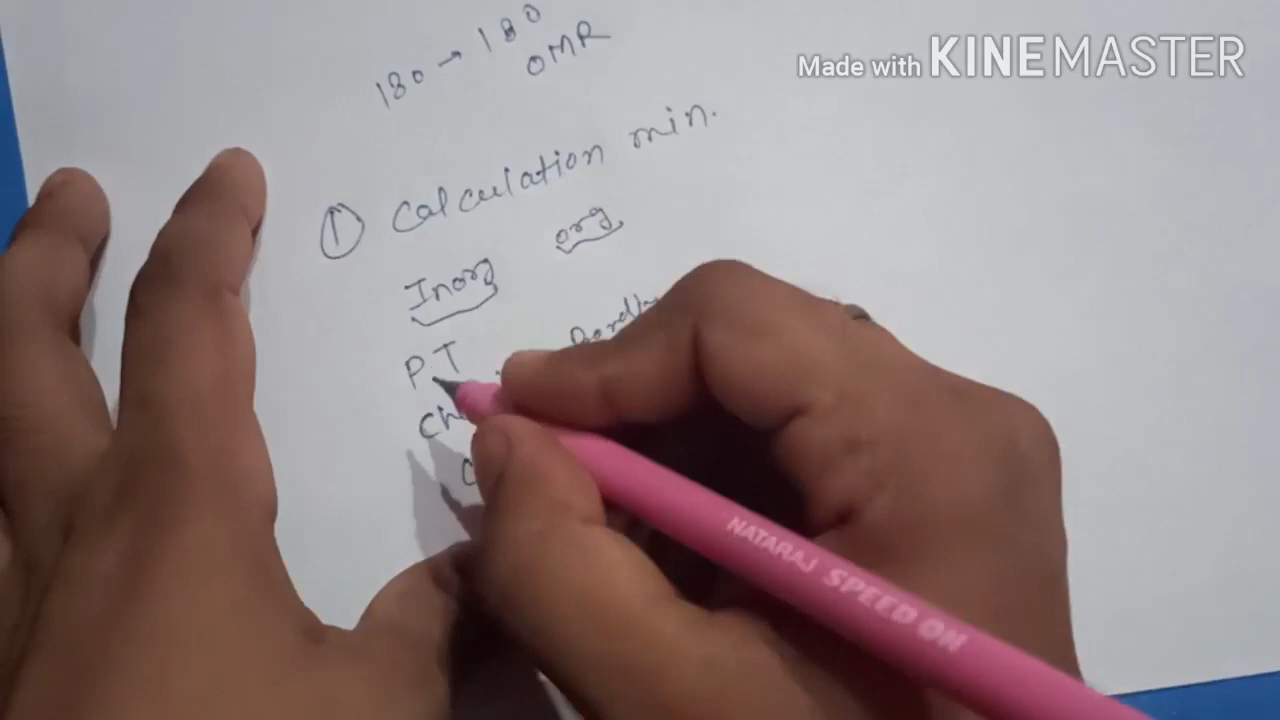 180 → 180
OMR
Made with KINEMASTER
① Calculation min.
Inorg org
P.T
NATARAJ SPEED ON